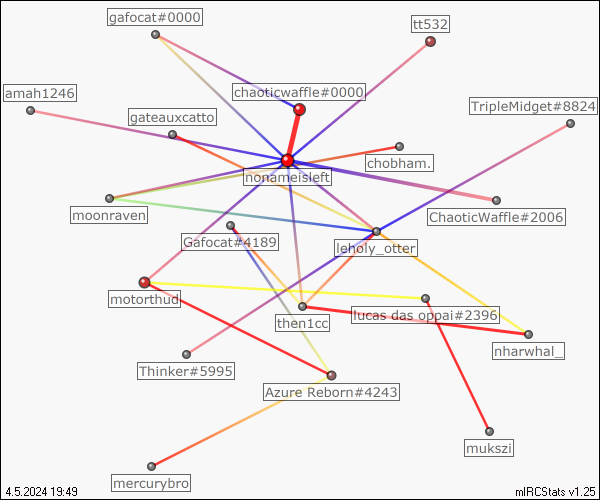 gafocat#0000
tt532
chaoticwaffle#0000
amah1246
TripleMidget#8824
gateauxcatto
chobham.
nonameisleft
moonraven
ChaoticWaffle#2006
Gafocat#4189
leholy_otter
motorthud
lucas das oppai#2396
then1cc
nharwhal_
Thinker#5995
Azure Reborn#4243
mukszi
mercurybro
4.5.2024 19:49
mIRCStats v1.25